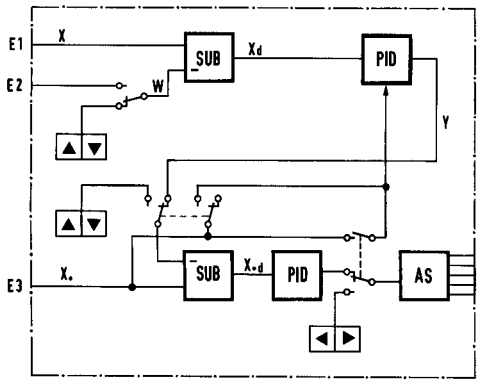 E1 X SUB Xd PID
E2 W
Y
E3 X. SUB X.d PID AS